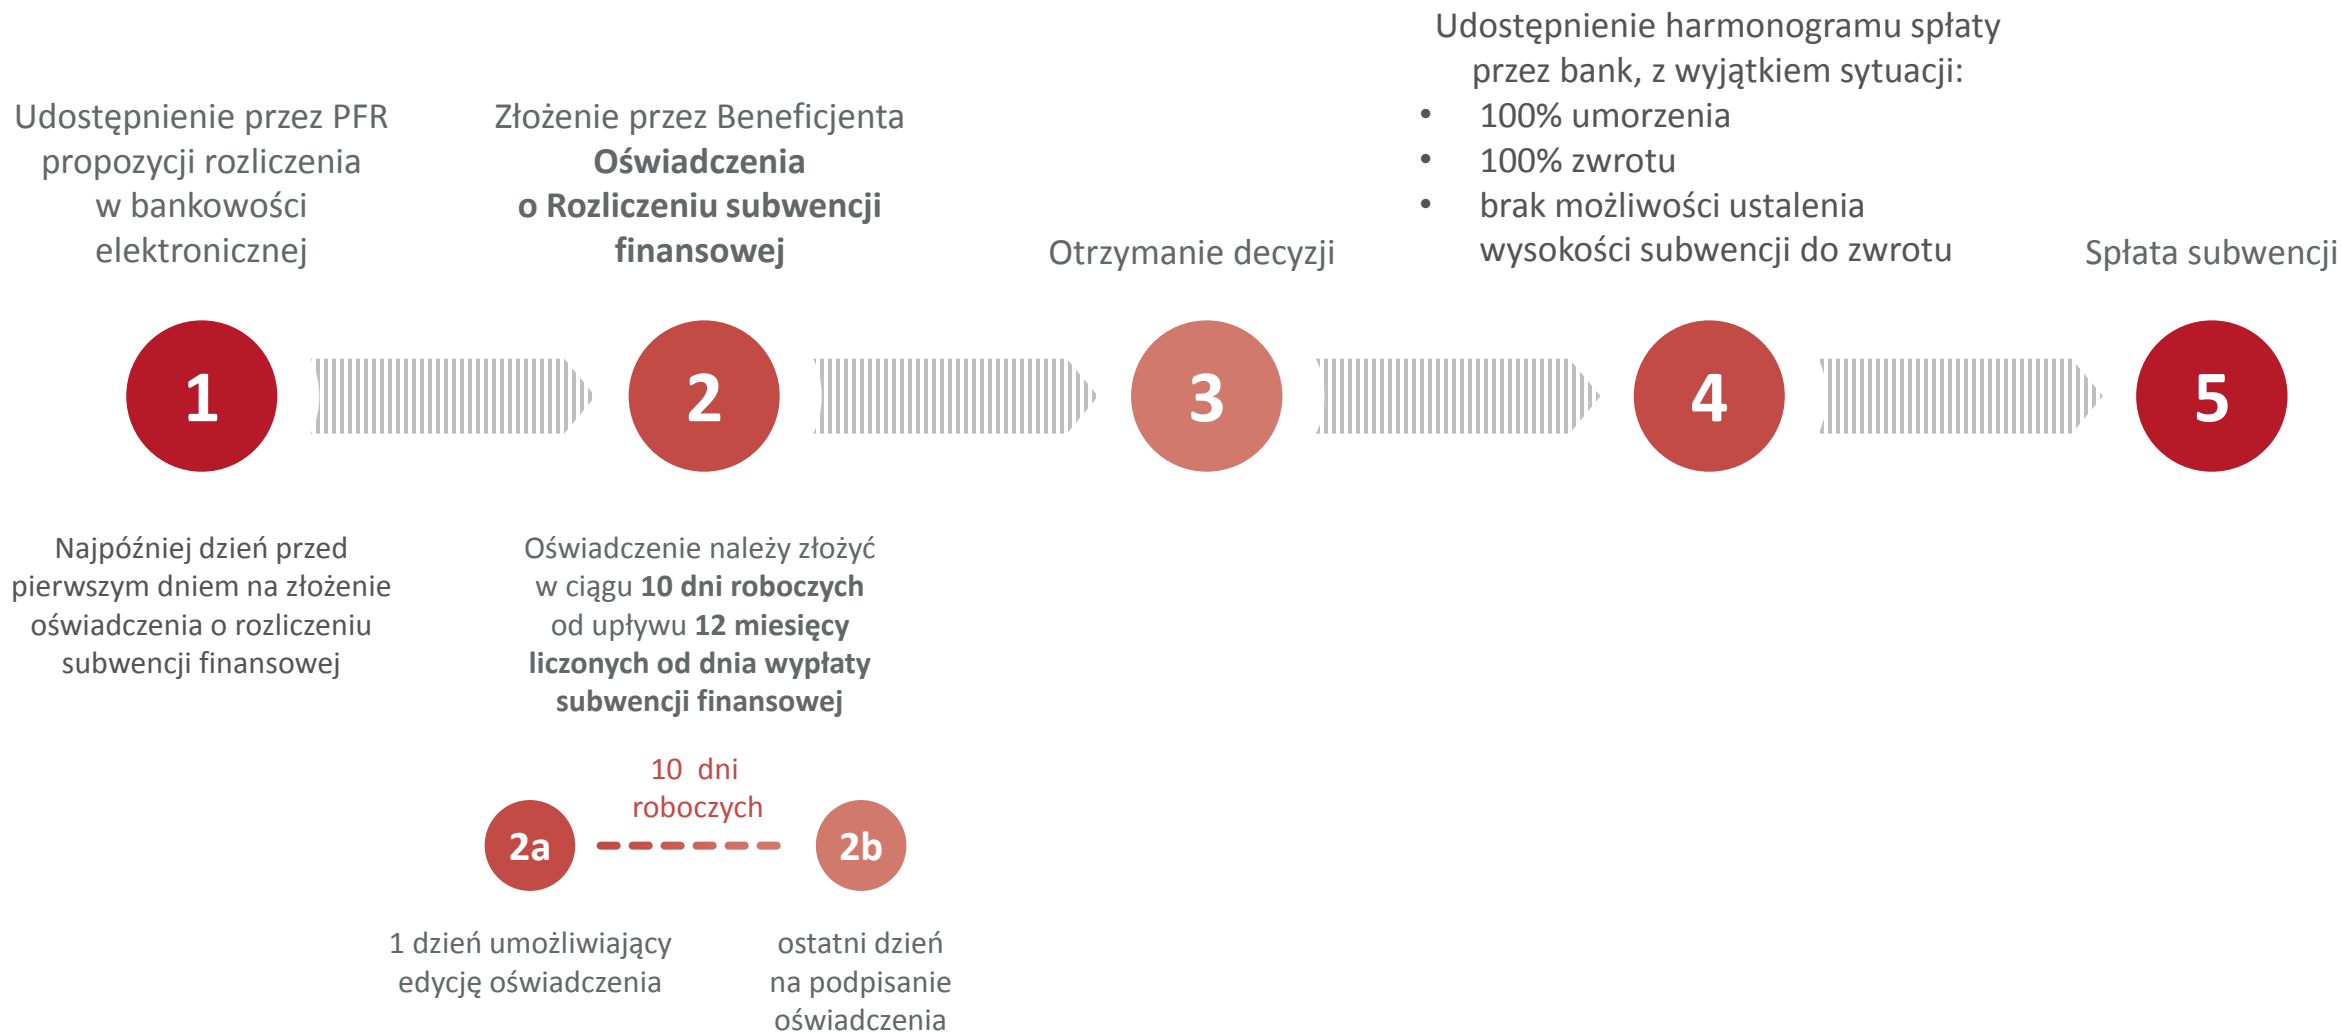 Udostępnienie przez PFR
propozycji rozliczenia
w bankowości
elektronicznej
Złożenie przez Beneficjenta
Oświadczenia
o Rozliczeniu subwencji
finansowej
Otrzymanie decyzji
Udostępnienie harmonogramu spłaty
przez bank, z wyjątkiem sytuacji:
• 100% umorzenia
• 100% zwrotu
• brak możliwości ustalenia
wysokości subwencji do zwrotu
Spłata subwencji
1
2
3
4
5
Najpóźniej dzień przed
pierwszym dniem na złożenie
oświadczenia o rozliczeniu
subwencji finansowej
Oświadczenie należy złożyć
w ciągu 10 dni roboczych
od upływu 12 miesięcy
liczonych od dnia wypłaty
subwencji finansowej
10 dni
roboczych
2a
2b
1 dzień umożliwiający
edycję oświadczenia
ostatni dzień
na podpisanie
oświadczenia